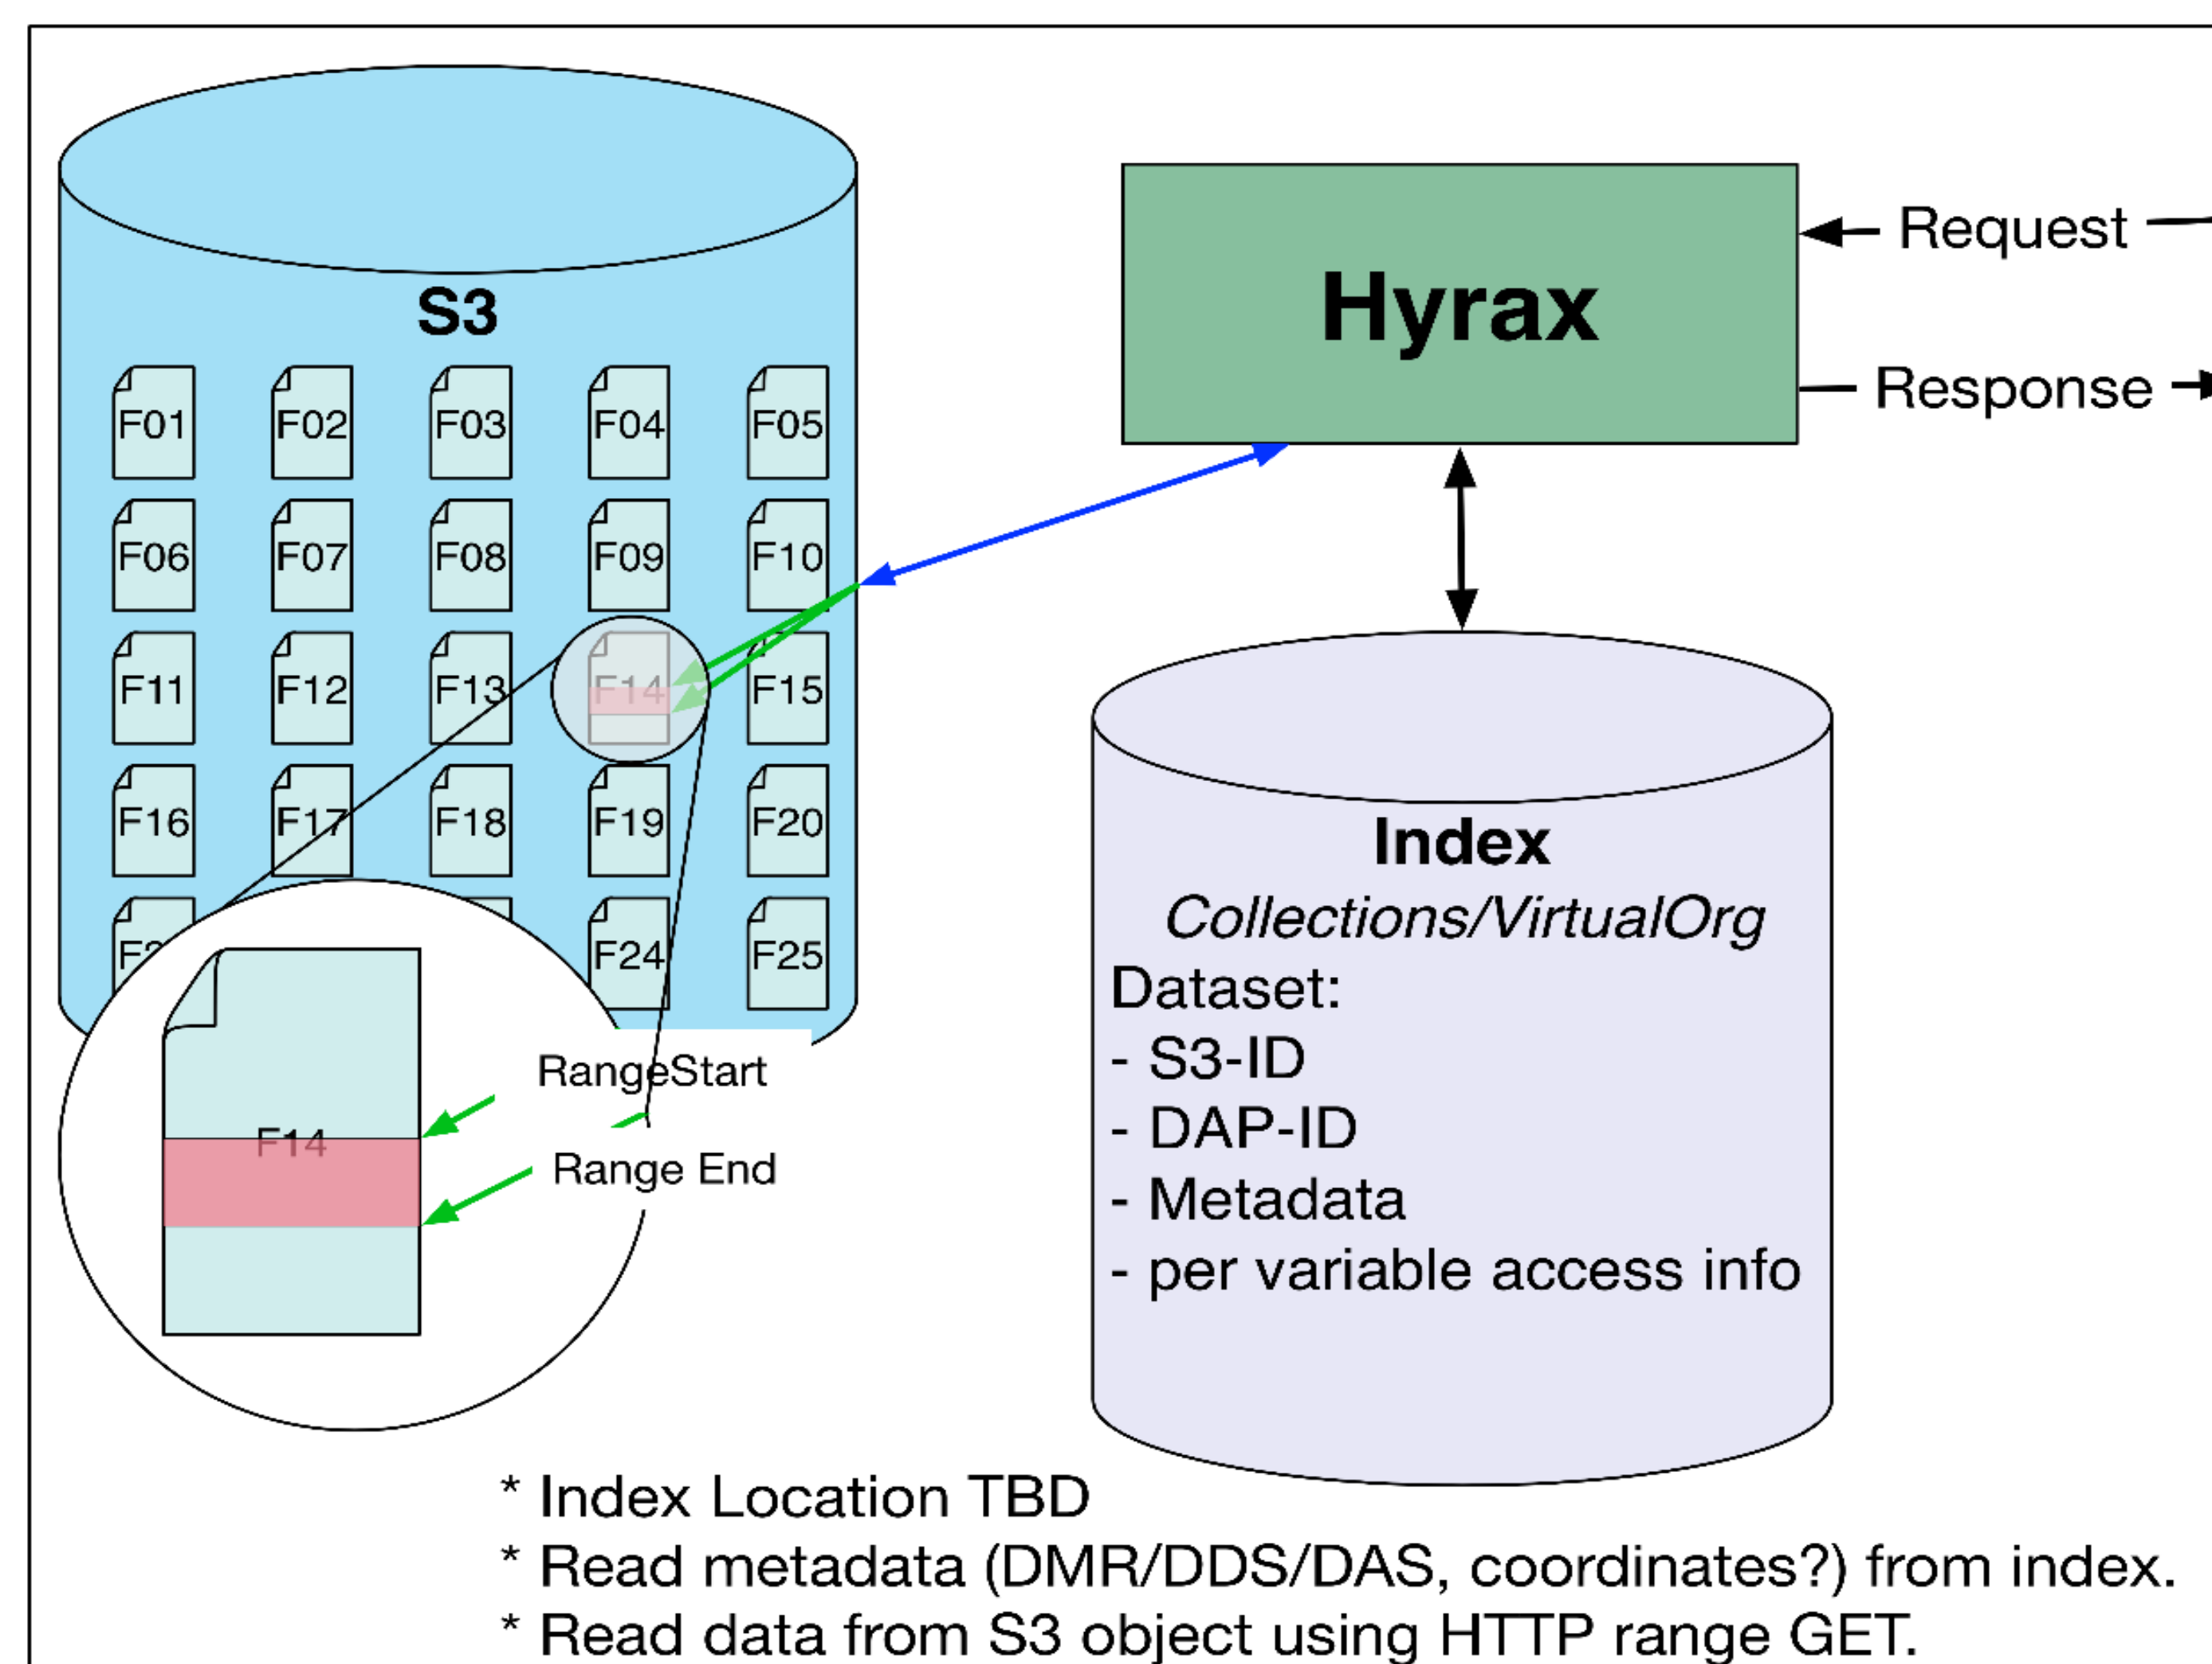 S3
F01 F02 F03 F04 F05
F06 F07 F08 F09 F10
F11 F12 F13 F14 F15
F16 F17 F18 F19 F20
F24 F25
F14
RangeStart
Range End
Hyrax
Request
Response
Index
Collections/VirtualOrg
Dataset:
- S3-ID
- DAP-ID
- Metadata
- per variable access info
* Index Location TBD
* Read metadata (DMR/DDS/DAS, coordinates?) from index.
* Read data from S3 object using HTTP range GET.